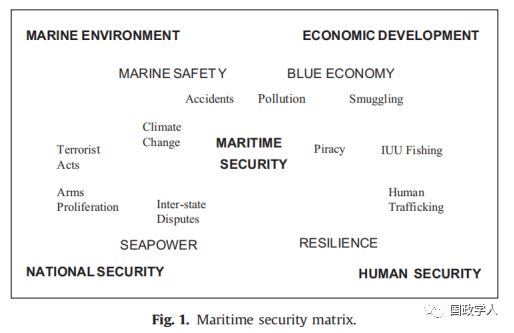 MARINE ENVIRONMENT ECONOMIC DEVELOPMENT
MARINE SAFETY BLUE ECONOMY
Accidents Pollution Smuggling
Climate
Change
MARITIME
SECURITY
Piracy IUU Fishing
Terrorist
Acts
Arms
Proliferation
Inter-state
Disputes
Human
Trafficking
SEAPOWER RESILIENCE
NATIONAL SECURITY HUMAN SECURITY
国政学人
Fig. 1. Maritime security matrix.